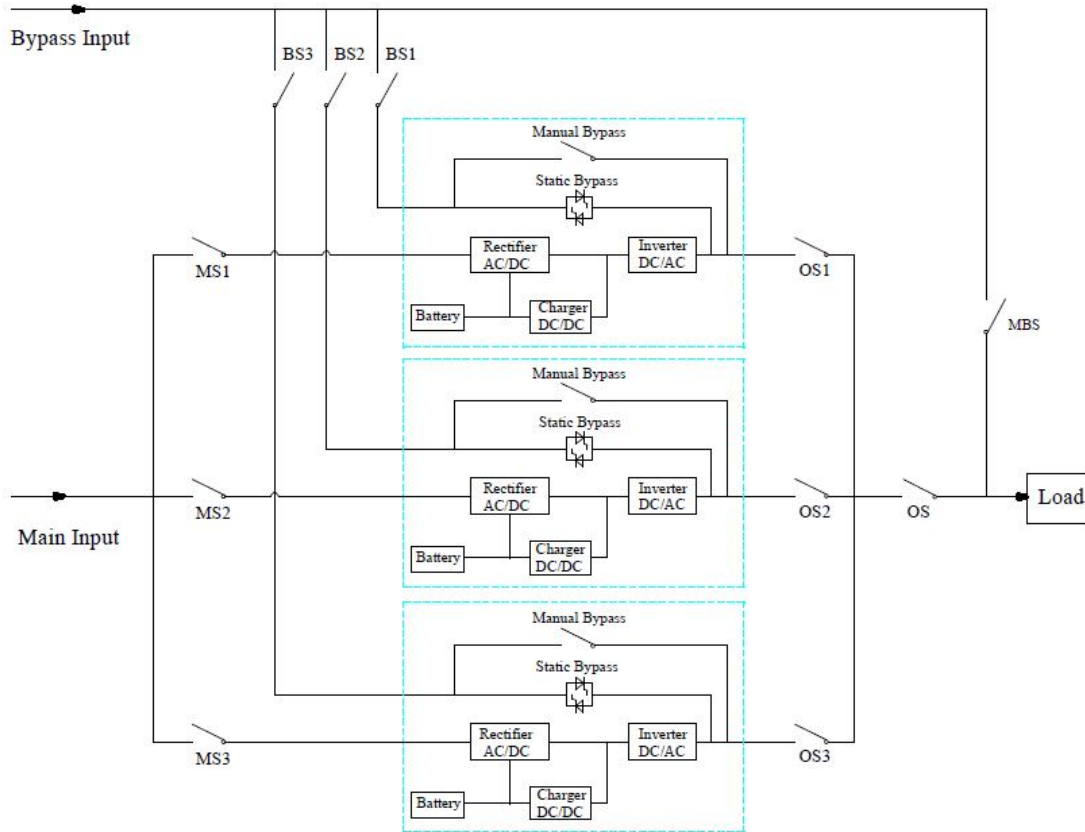 Bypass Input
BS3
BS2
BS1
Manual Bypass
Static Bypass
Rectifier
AC/DC
Inverter
DC/AC
MS1
OS1
Battery
Charger
DC/DC
MBS
Manual Bypass
Static Bypass
Rectifier
AC/DC
Inverter
DC/AC
Load
MS2
OS2
OS
Main Input
Battery
Charger
DC/DC
Manual Bypass
Static Bypass
Rectifier
AC/DC
Inverter
DC/AC
MS3
OS3
Battery
Charger
DC/DC